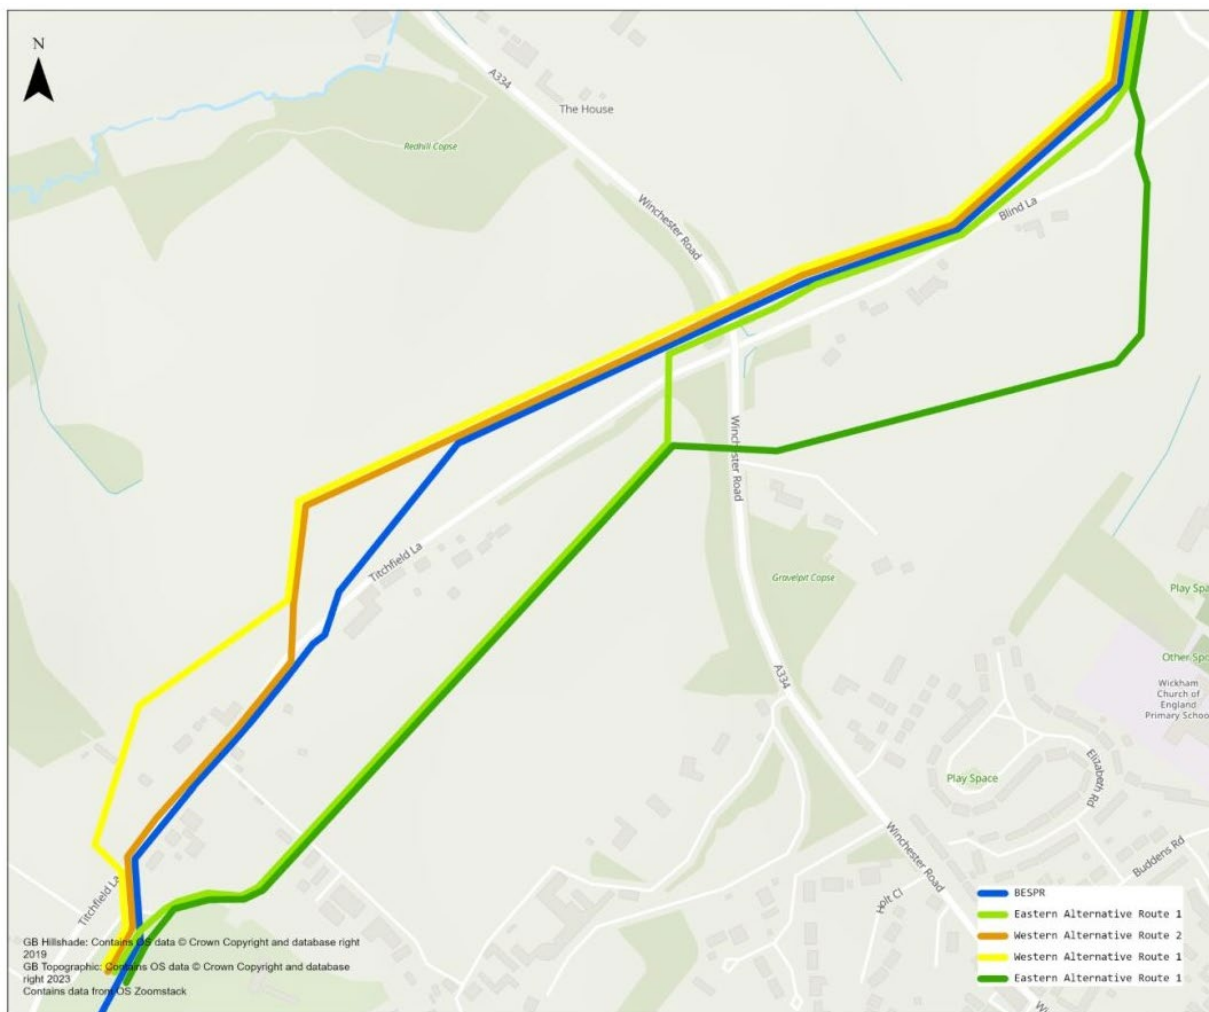 N
A334
The House
Redhill Copse
Winchester Road
Blind La
Winchester Road
Titchfield La
Gravelpit Copse
Play Spa
Other Spo
Wickham
Church of
England
Primary Schoo
A334
Play Space
Elizabeth Rd
Winchester Road
Buddens Rd
Holt Cl
Titchfield La
BESPR
Eastern Alternative Route 1
Western Alternative Route 2
Western Alternative Route 1
Eastern Alternative Route 1
GB Hillshade: Contains OS data © Crown Copyright and database right
2019
GB Topographic: Contains OS data © Crown Copyright and database
right 2023
Contains data from OS Zoomstack